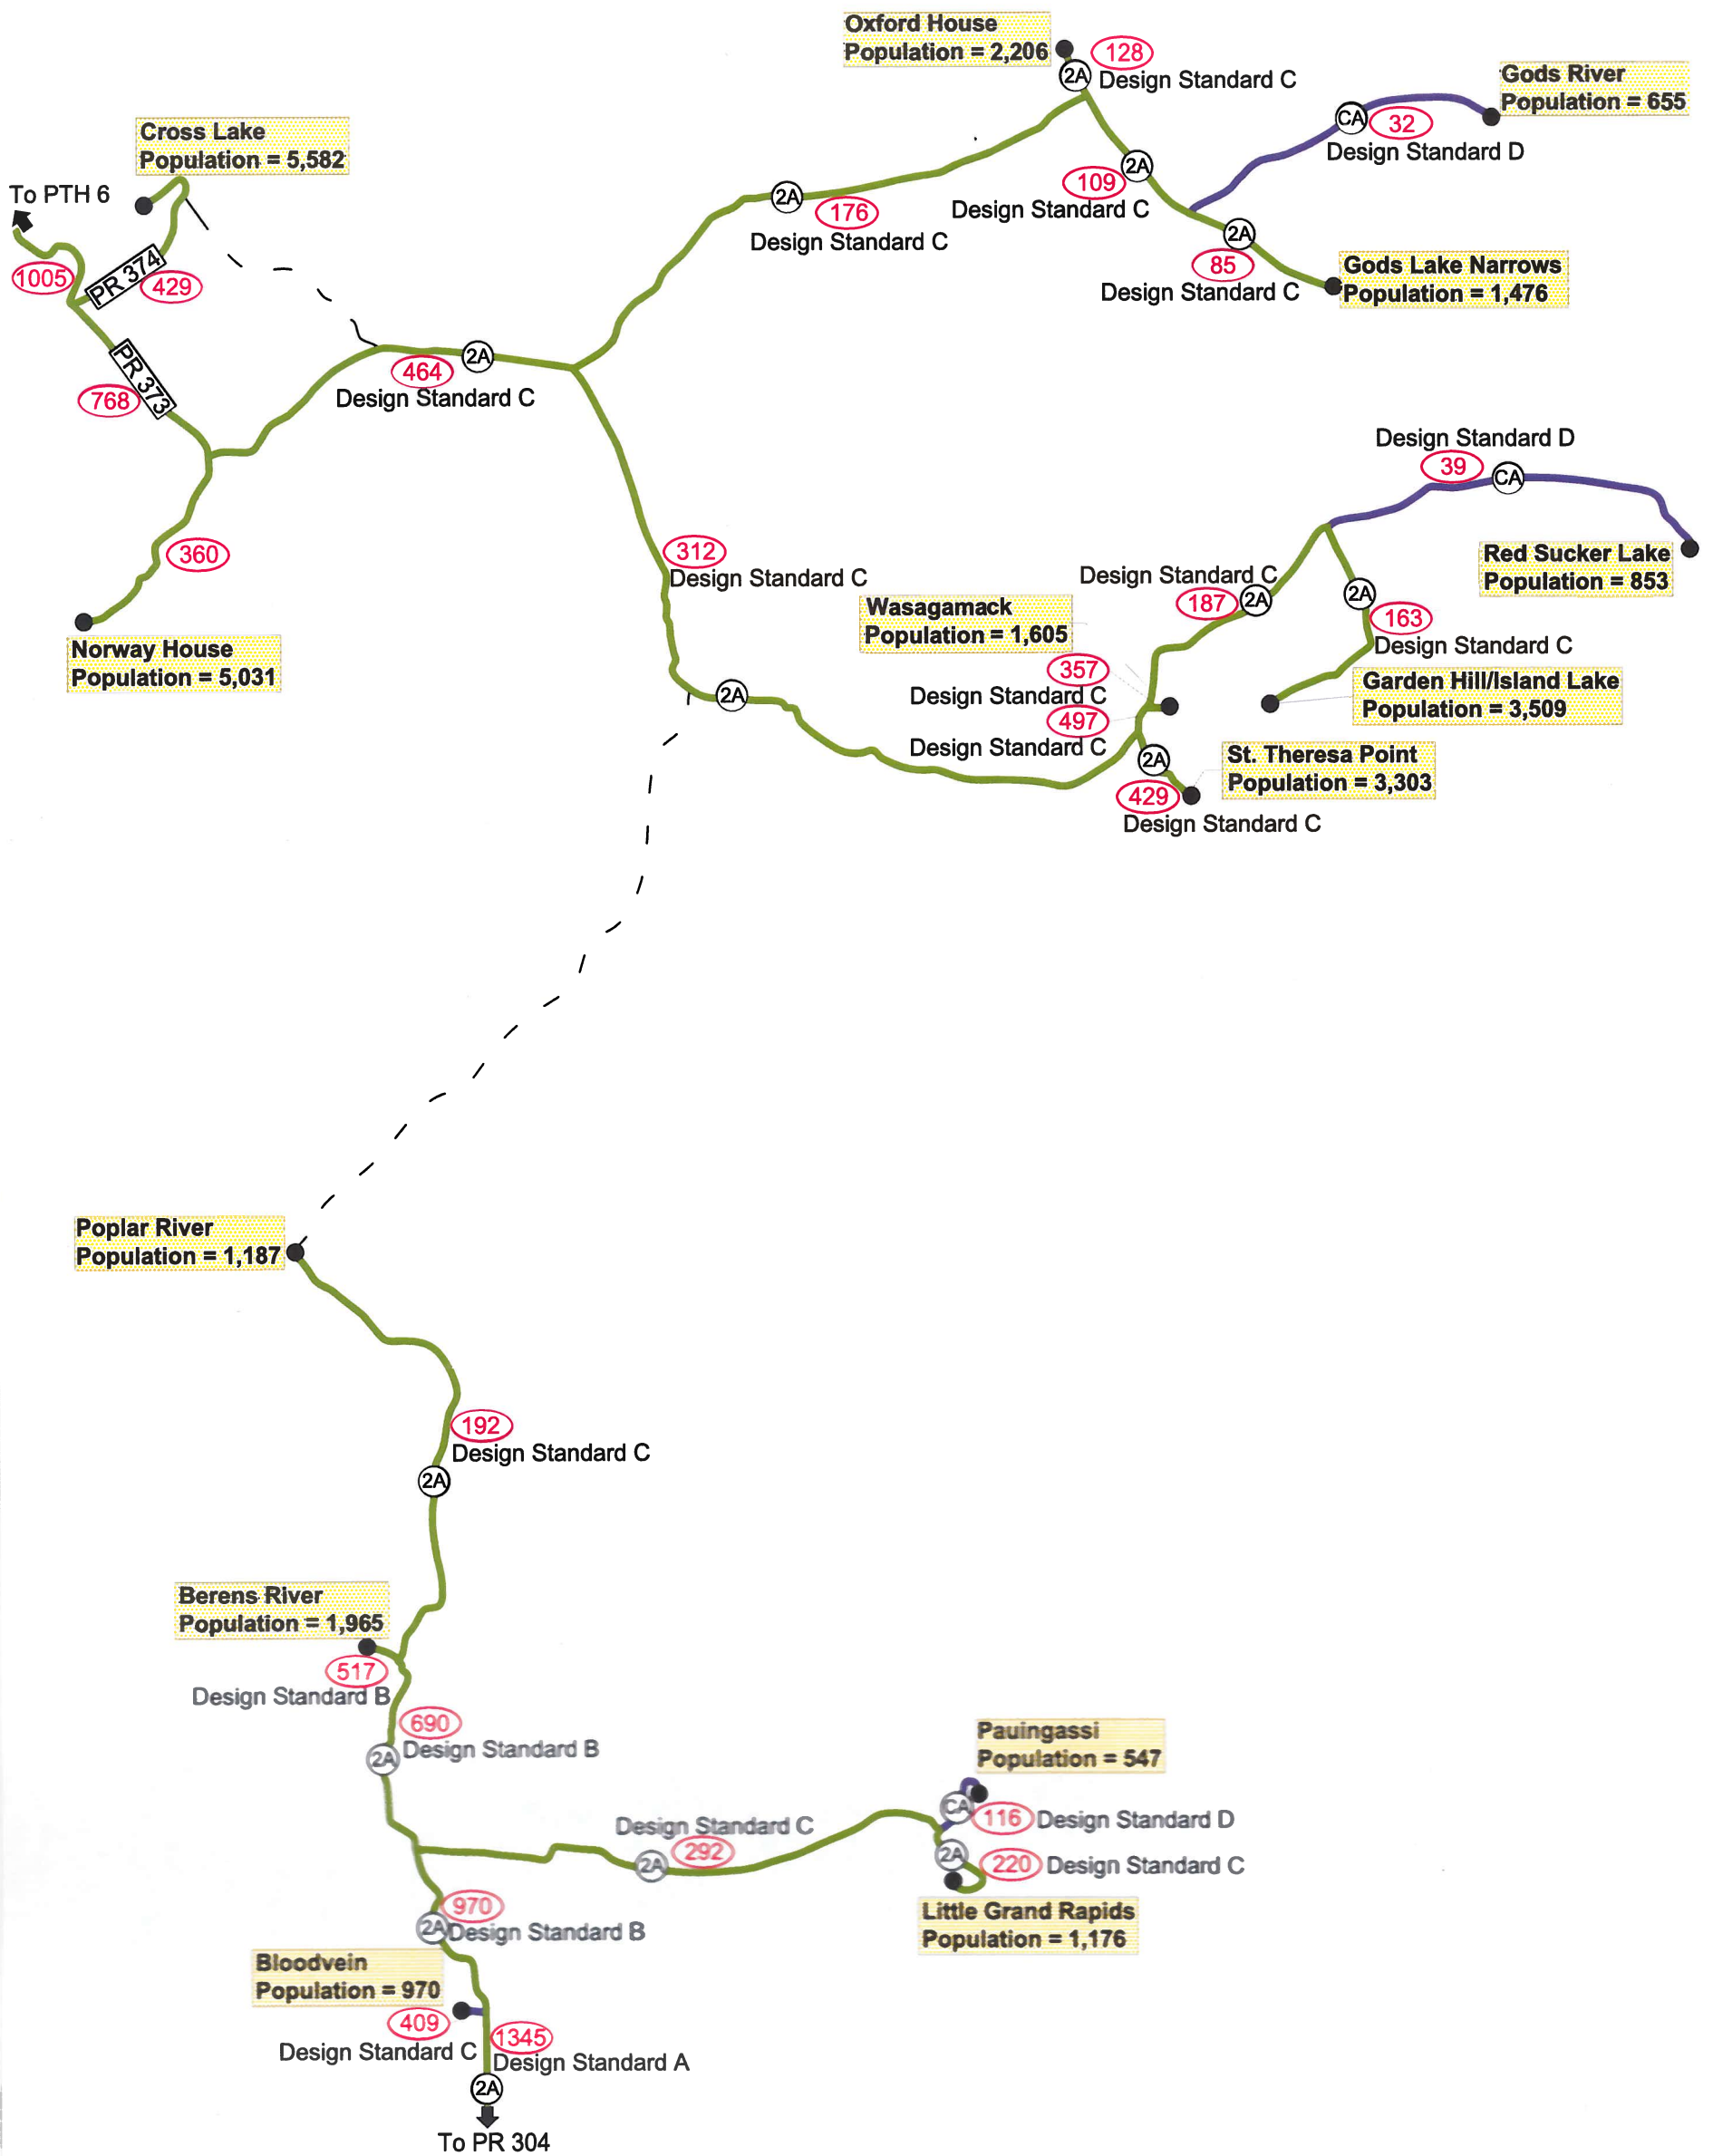 Oxford House
Population = 2,206
128
2A
Design Standard C
Gods River
Population = 655
CA
32
Design Standard D
Cross Lake
Population = 5,582
To PTH 6
2A
109
Design Standard C
2A
176
Design Standard C
2A
85
Design Standard C
Gods Lake Narrows
Population = 1,476
1005
PR 374
429
PR 373
768
464
2A
Design Standard C
Design Standard D
39
CA
Red Sucker Lake
Population = 853
360
Norway House
Population = 5,031
312
Design Standard C
Design Standard C
187
2A
2A
163
Design Standard C
Wasagamack
Population = 1,605
357
Design Standard C
497
Design Standard C
Garden Hill/Island Lake
Population = 3,509
2A
St. Theresa Point
Population = 3,303
2A
429
Design Standard C
Poplar River
Population = 1,187
192
Design Standard C
2A
Berens River
Population = 1,965
517
Design Standard B
690
2A
Design Standard B
Pauingassi
Population = 547
CA
116
Design Standard D
Design Standard C
292
2A
2A
220
Design Standard C
Little Grand Rapids
Population = 1,176
970
2A
Design Standard B
Bloodvein
Population = 970
409
Design Standard C
1345
Design Standard A
2A
To PR 304